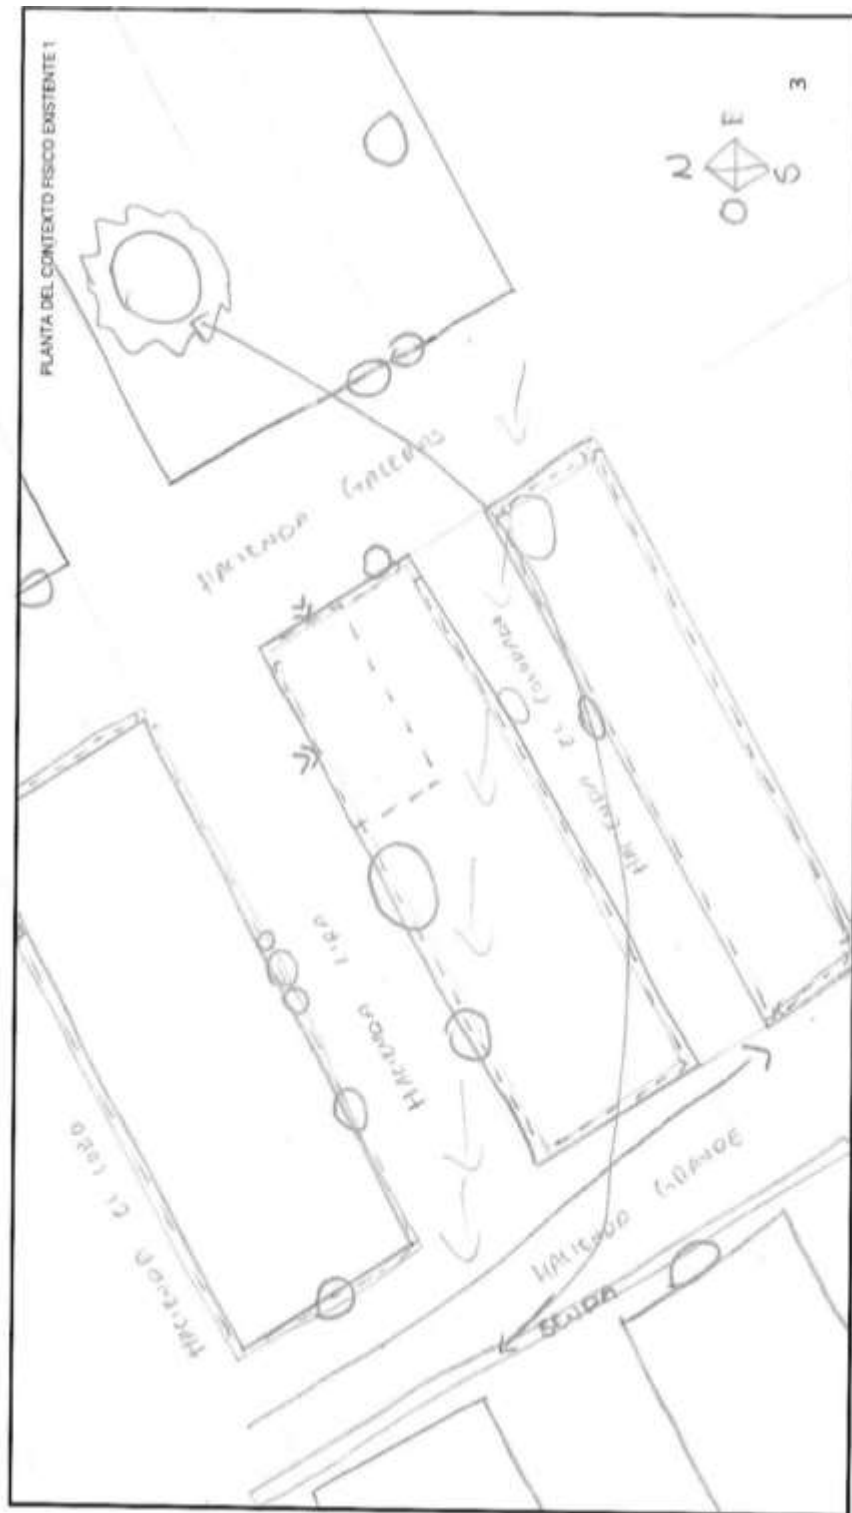 PLANTA DEL CONTEXTO FISICO EXISTENTE 1
3
N
E
O
S
HACIENDA GALERAS
HACIENDA EL COLORADO
HACIENDA LIRA
HACIENDA EL LOBO
HACIENDA GRANDE
SENDA